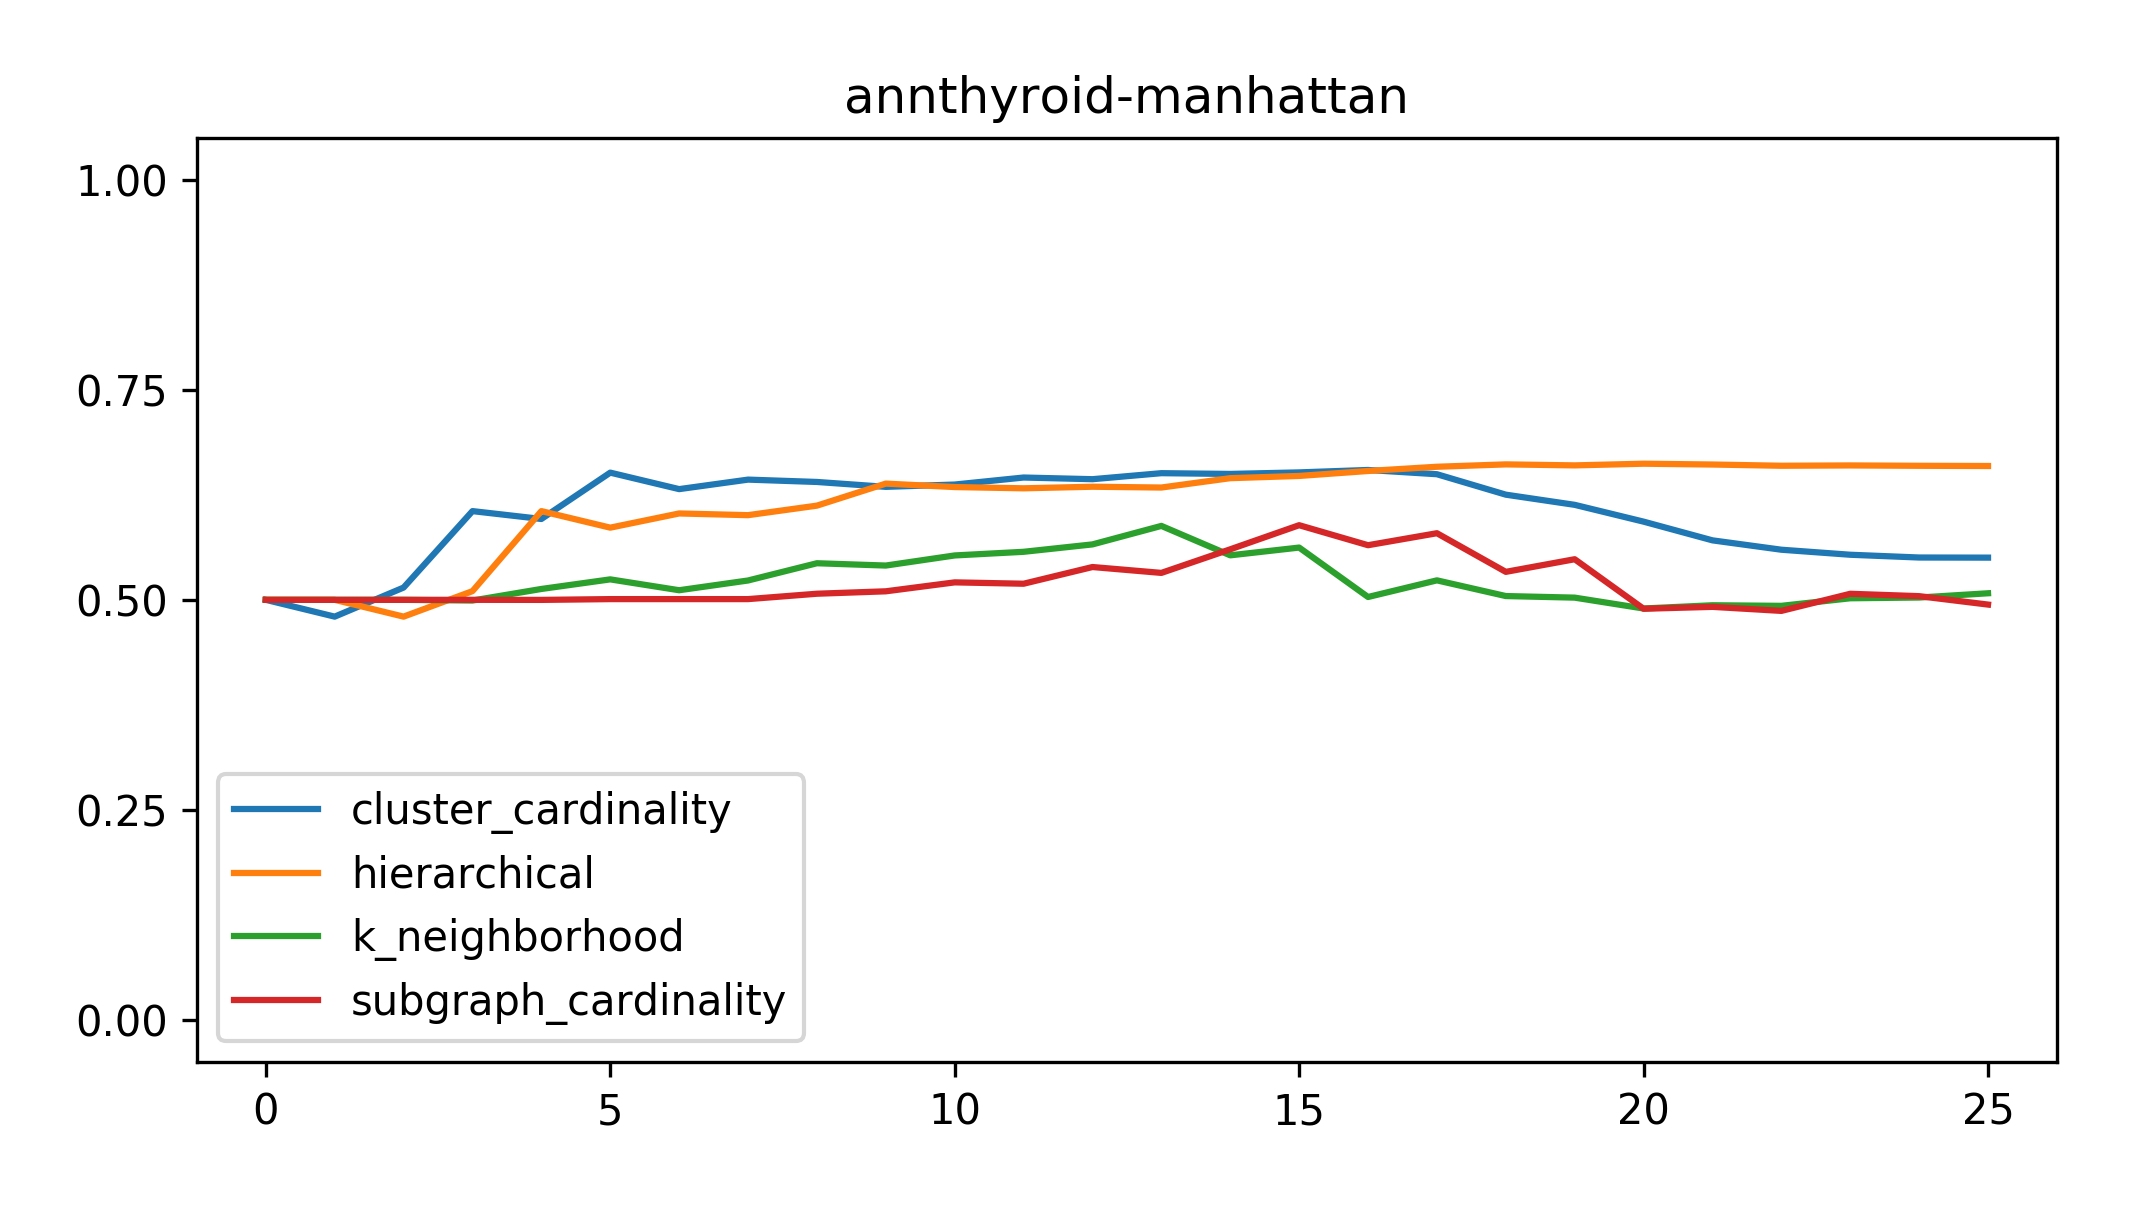 annthyroid-manhattan
1.00
0.75
0.50
0.25
0.00
cluster_cardinality
hierarchical
k_neighborhood
subgraph_cardinality
0 5 10 15 20 25